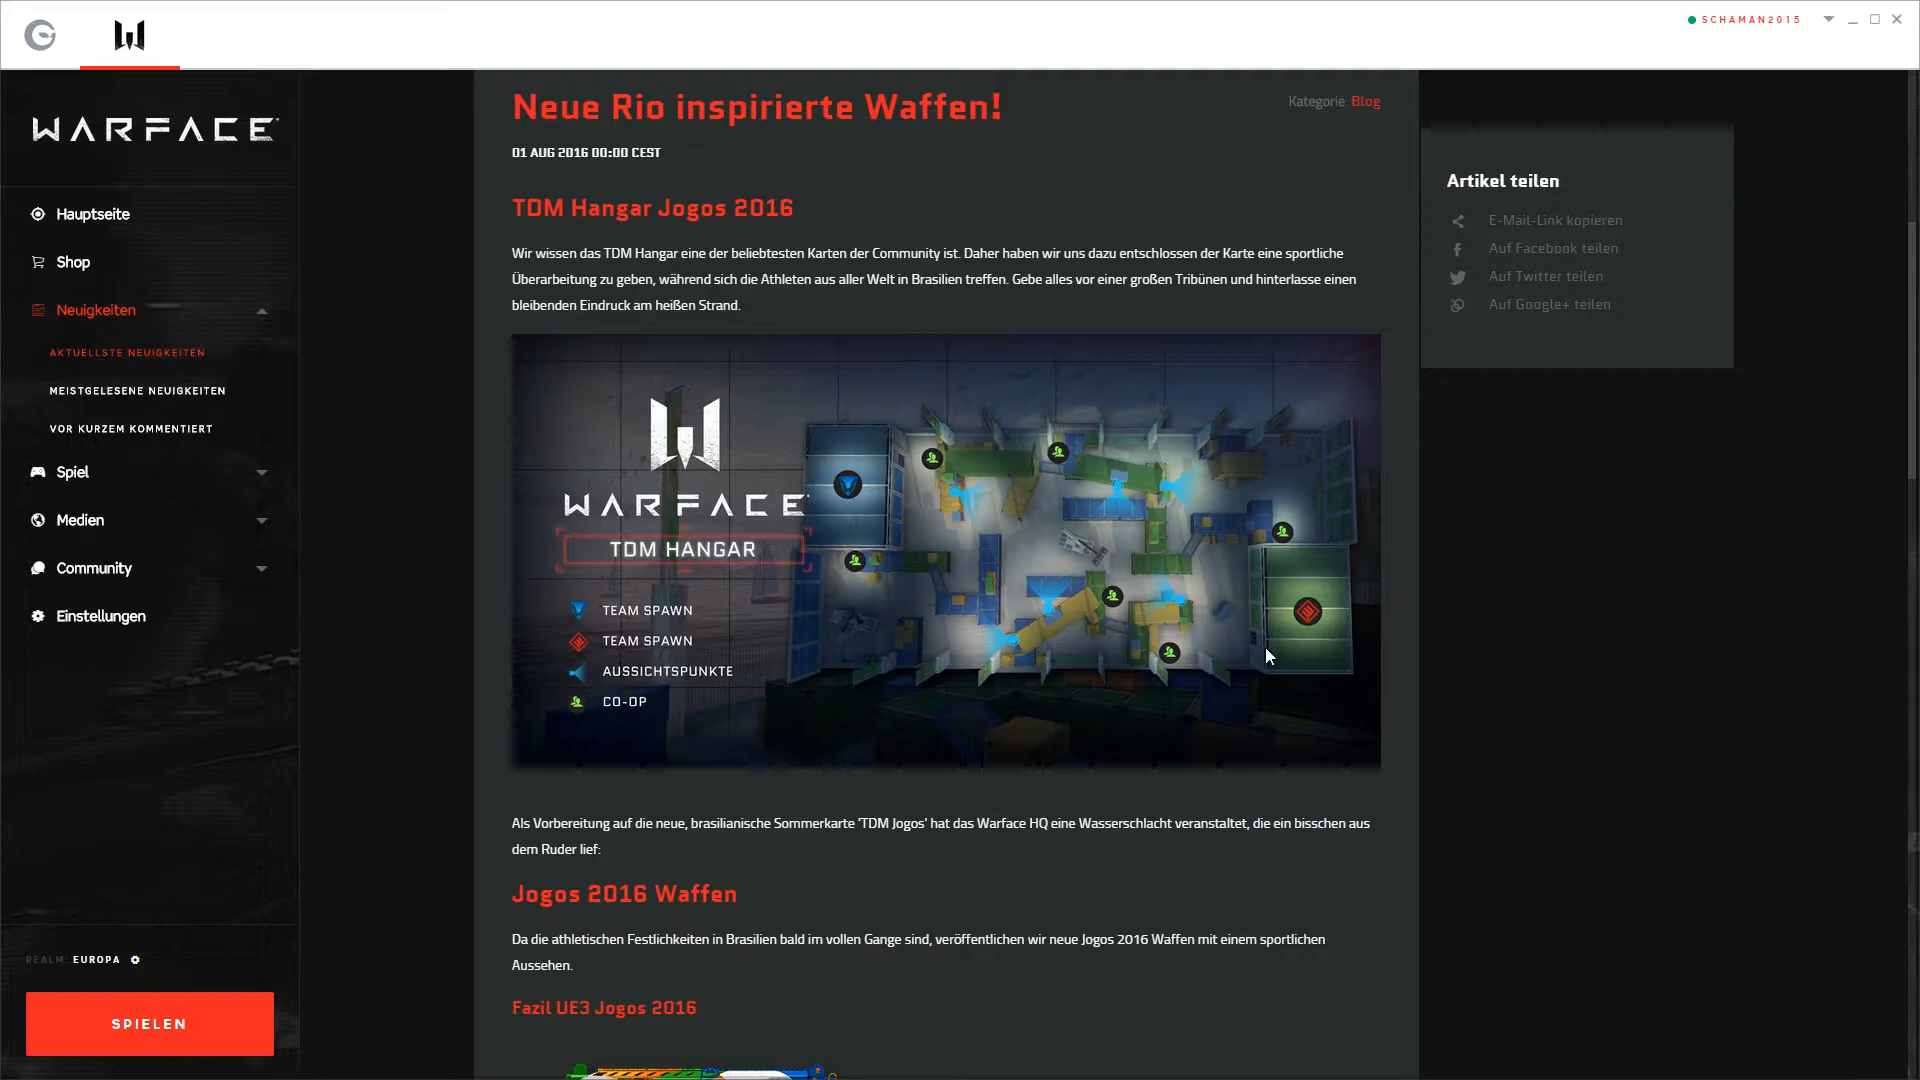 SCHAMAN2015
WARFACE
Hauptseite
Shop
Neuigkeiten
AKTUELLSTE NEUIGKEITEN
MEISTGELESENE NEUIGKEITEN
VOR KURZEM KOMMENTIERT
Spiel
Medien
Community
Einstellungen
REALM: EUROPA
SPIELEN
Neue Rio inspirierte Waffen!
Kategorie: Blog
01 AUG 2016 00:00 CEST
TDM Hangar Jogos 2016
Wir wissen das TDM Hangar eine der beliebtesten Karten der Community ist. Daher haben wir uns dazu entschlossen der Karte eine sportliche
Überarbeitung zu geben, während sich die Athleten aus aller Welt in Brasilien treffen. Gebe alles vor einer großen Tribünen und hinterlasse einen
bleibenden Eindruck am heißen Strand.
WARFACE
TDM HANGAR
TEAM SPAWN
TEAM SPAWN
AUSSICHTSPUNKTE
CO-OP
Als Vorbereitung auf die neue, brasilianische Sommerkarte 'TDM Jogos' hat das Warface HQ eine Wasserschlacht veranstaltet, die ein bisschen aus
dem Ruder lief:
Jogos 2016 Waffen
Da die athletischen Festlichkeiten in Brasilien bald im vollen Gange sind, veröffentlichen wir neue Jogos 2016 Waffen mit einem sportlichen
Aussehen.
Fazil UE3 Jogos 2016
Artikel teilen
E-Mail-Link kopieren
Auf Facebook teilen
Auf Twitter teilen
Auf Google+ teilen